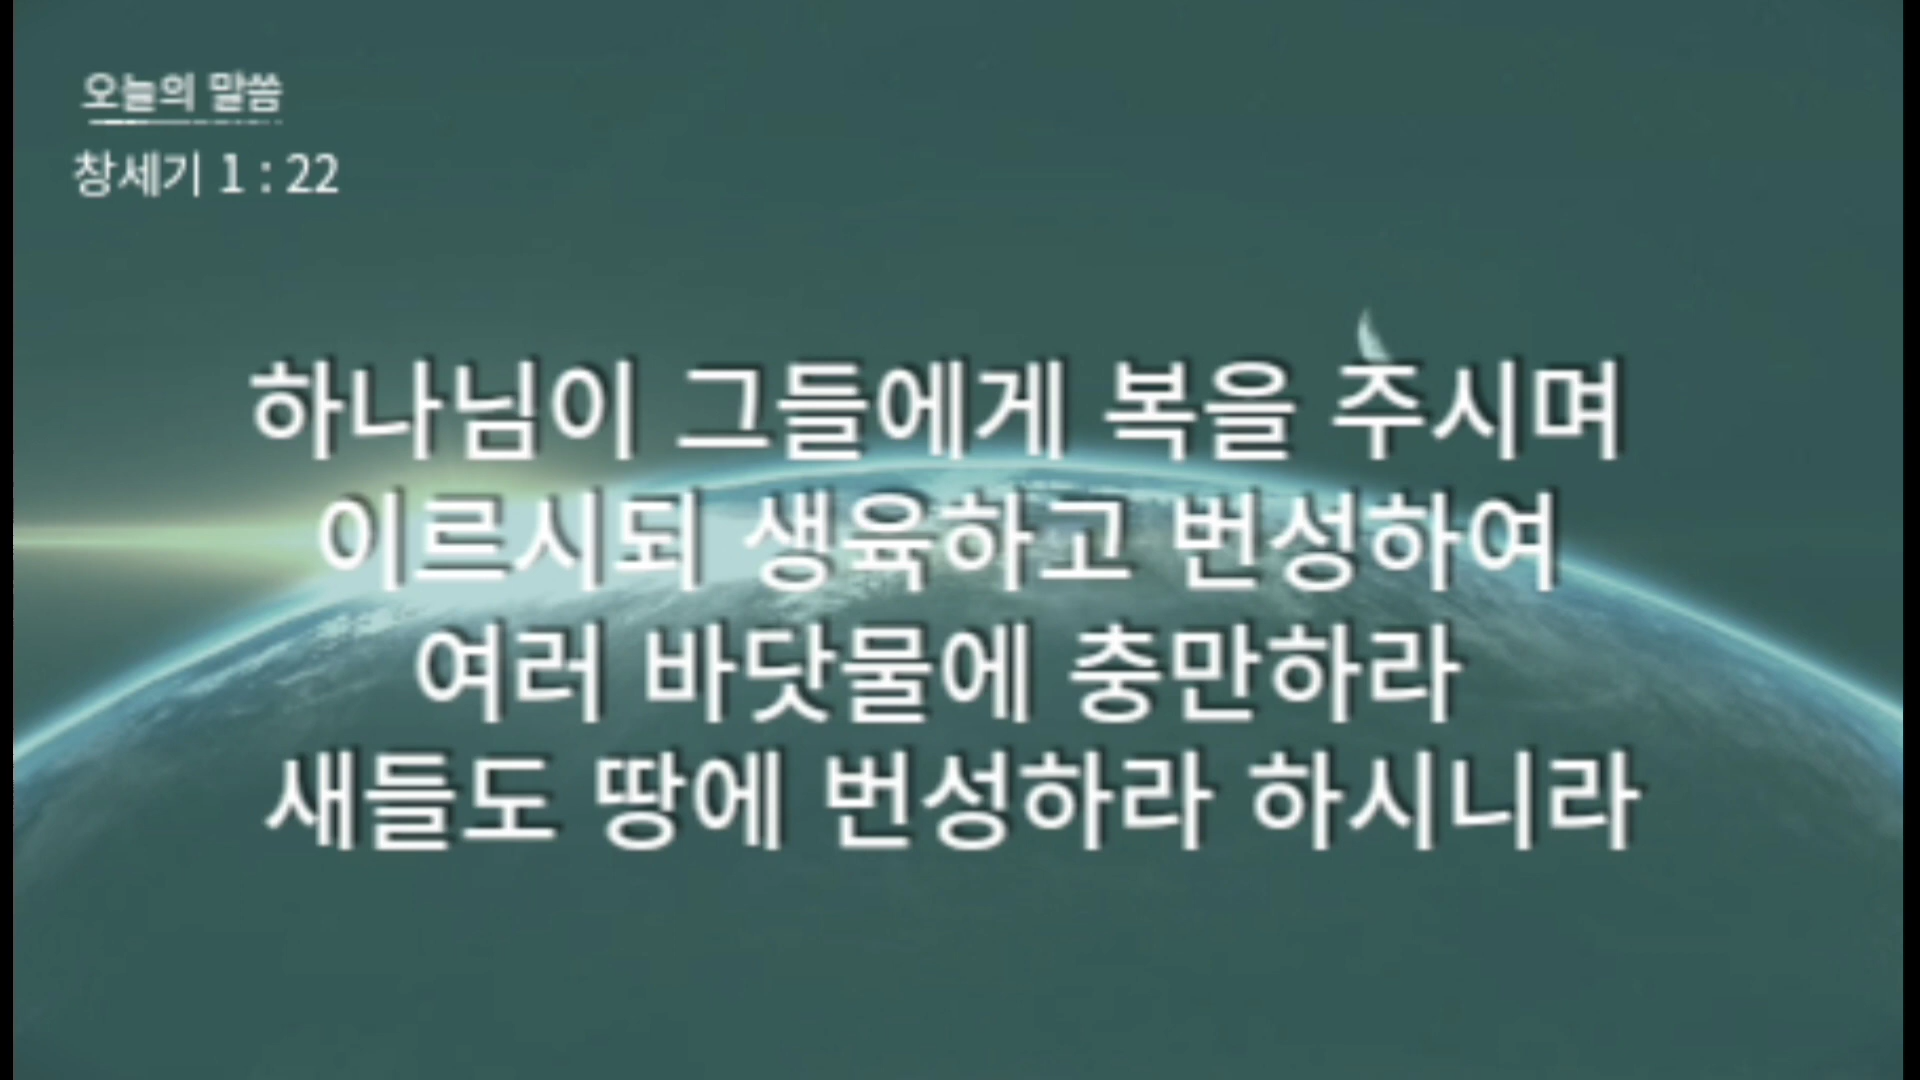 오늘의 말씀
창세기 1 : 22
하나님이 그들에게 복을 주시며
이르시되 생육하고 번성하여
여러 바닷물에 충만하라
새들도 땅에 번성하라 하시니라